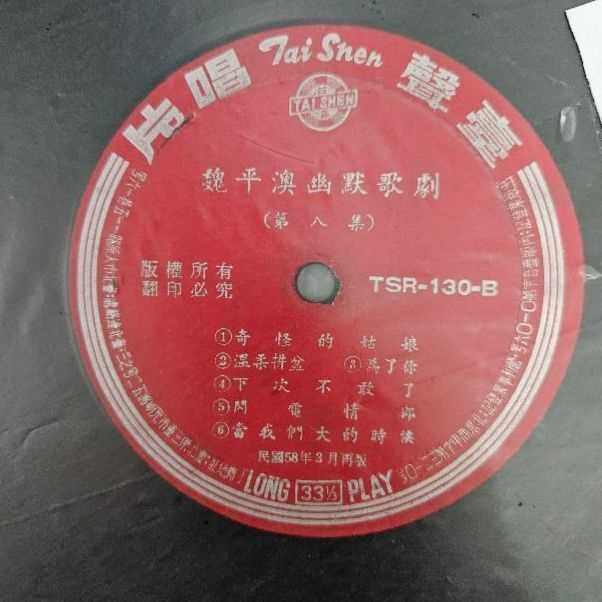 臺聲唱片
Tai Shen
TAI SHEN
魏平澳幽默歌劇
(第八集)
版權所有
翻印必究
TSR-130-B
①奇怪的姑娘
②溫柔拼盆 ③爲了你
④下次不敢了
⑤閃電情郎
⑥當我們大的時候
民國58年3月再版
LONG 33⅓ PLAY